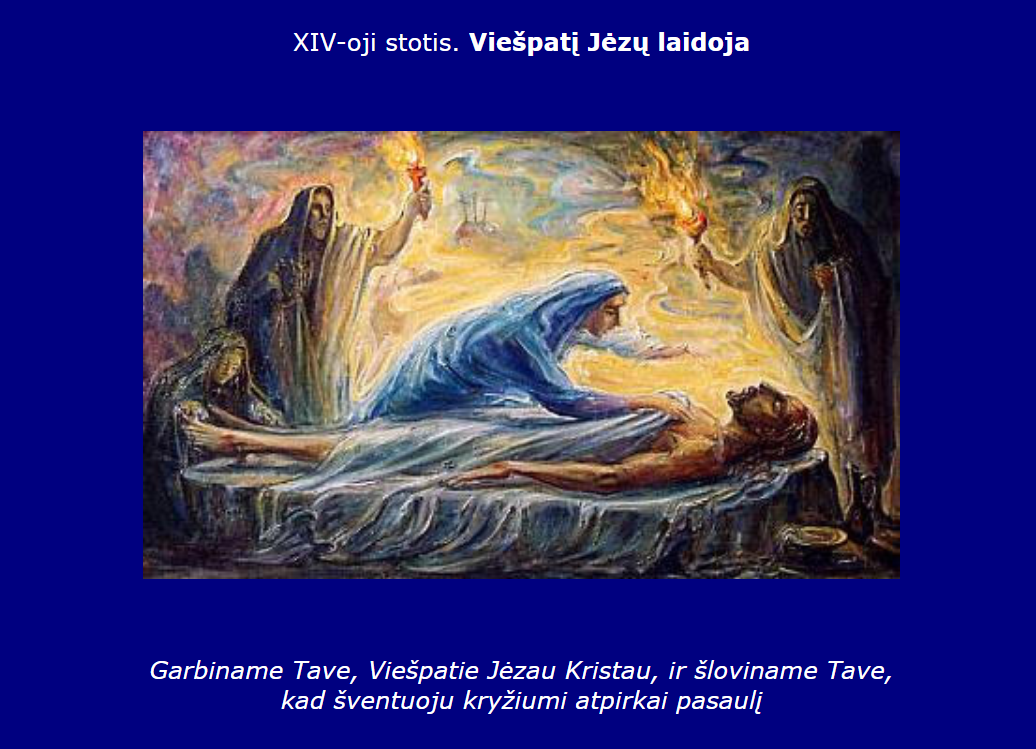 XIV-oji stotis. Viešpatį Jėzų laidoja
Garbiname Tave, Viešpatie Jėzau Kristau, ir šloviname Tave,
kad šventuoju kryžiumi atpirkai pasaulį